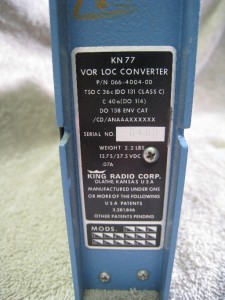 KN 77
VOR LOC CONVERTER
P/N 066-4004-00
TSO C 36c (DO 131 CLASS C)
C 40a (DO 114)
DO 138 ENV CAT
/CD/ANAAAXXXXXX
SERIAL NO.
WEIGHT 2.2 LBS
13.75/27.5 VDC
.07A
KING RADIO CORP.
OLATHE, KANSAS U.S.A.
MANUFACTURED UNDER ONE
OR MORE OF THE FOLLOWING
U S A PATENTS
3.281.846
OTHER PATENTS PENDING
MODS.